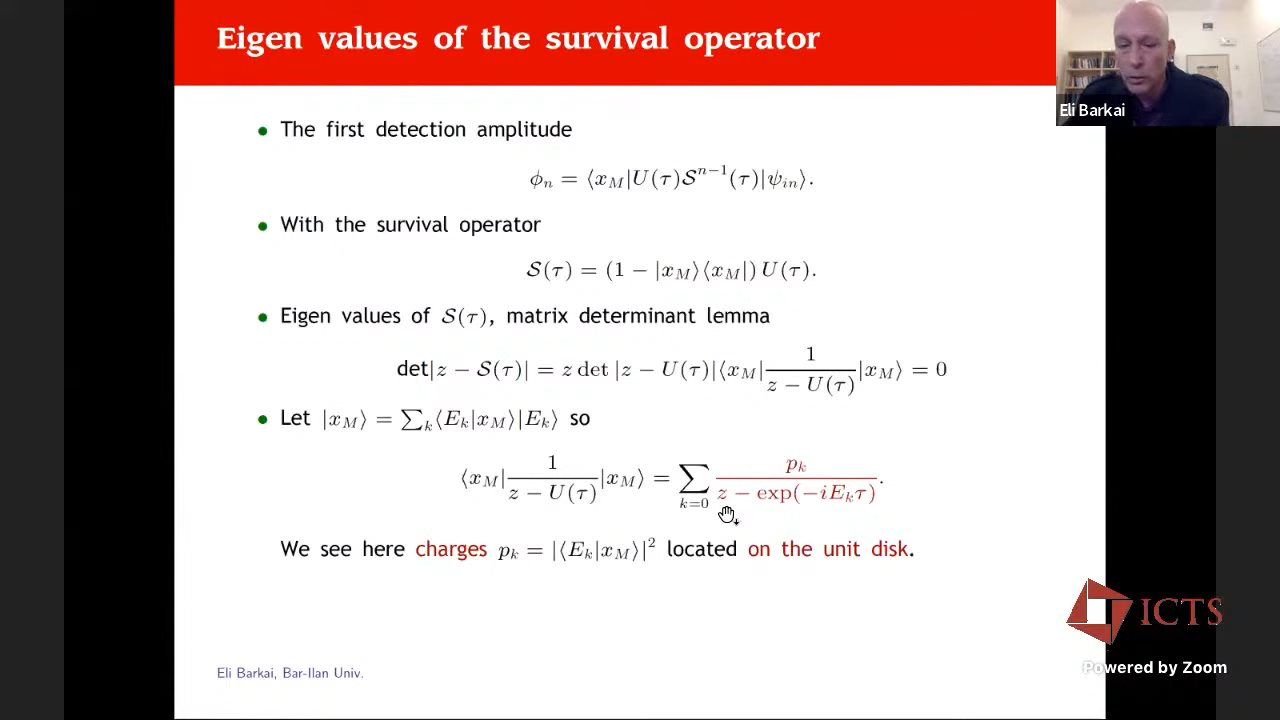 Eigen values of the survival operator
Eli Barkai
• The first detection amplitude
ϕₙ = ⟨x_M|U(τ)𝒮ⁿ⁻¹(τ)|ψ_in⟩.
• With the survival operator
𝒮(τ) = (1 − |x_M⟩⟨x_M|) U(τ).
• Eigen values of 𝒮(τ), matrix determinant lemma
det|z − 𝒮(τ)| = z det |z − U(τ)|⟨x_M| 1/(z − U(τ)) |x_M⟩ = 0
• Let |x_M⟩ = ∑_k⟨E_k|x_M⟩|E_k⟩ so
⟨x_M| 1/(z − U(τ)) |x_M⟩ = ∑_{k=0} p_k/(z − exp(−iE_kτ)).
We see here charges p_k = |⟨E_k|x_M⟩|² located on the unit disk.
ICTS
Powered by Zoom
Eli Barkai, Bar-Ilan Univ.